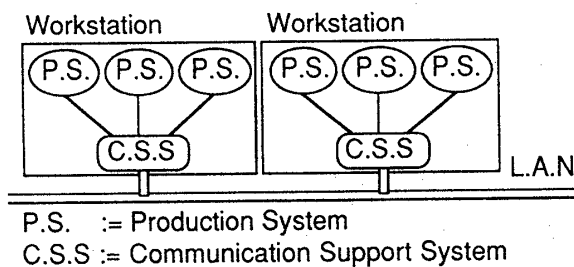 Workstation Workstation
P.S. P.S. P.S. P.S. P.S. P.S.
C.S.S C.S.S
L.A.N
P.S. := Production System
C.S.S := Communication Support System